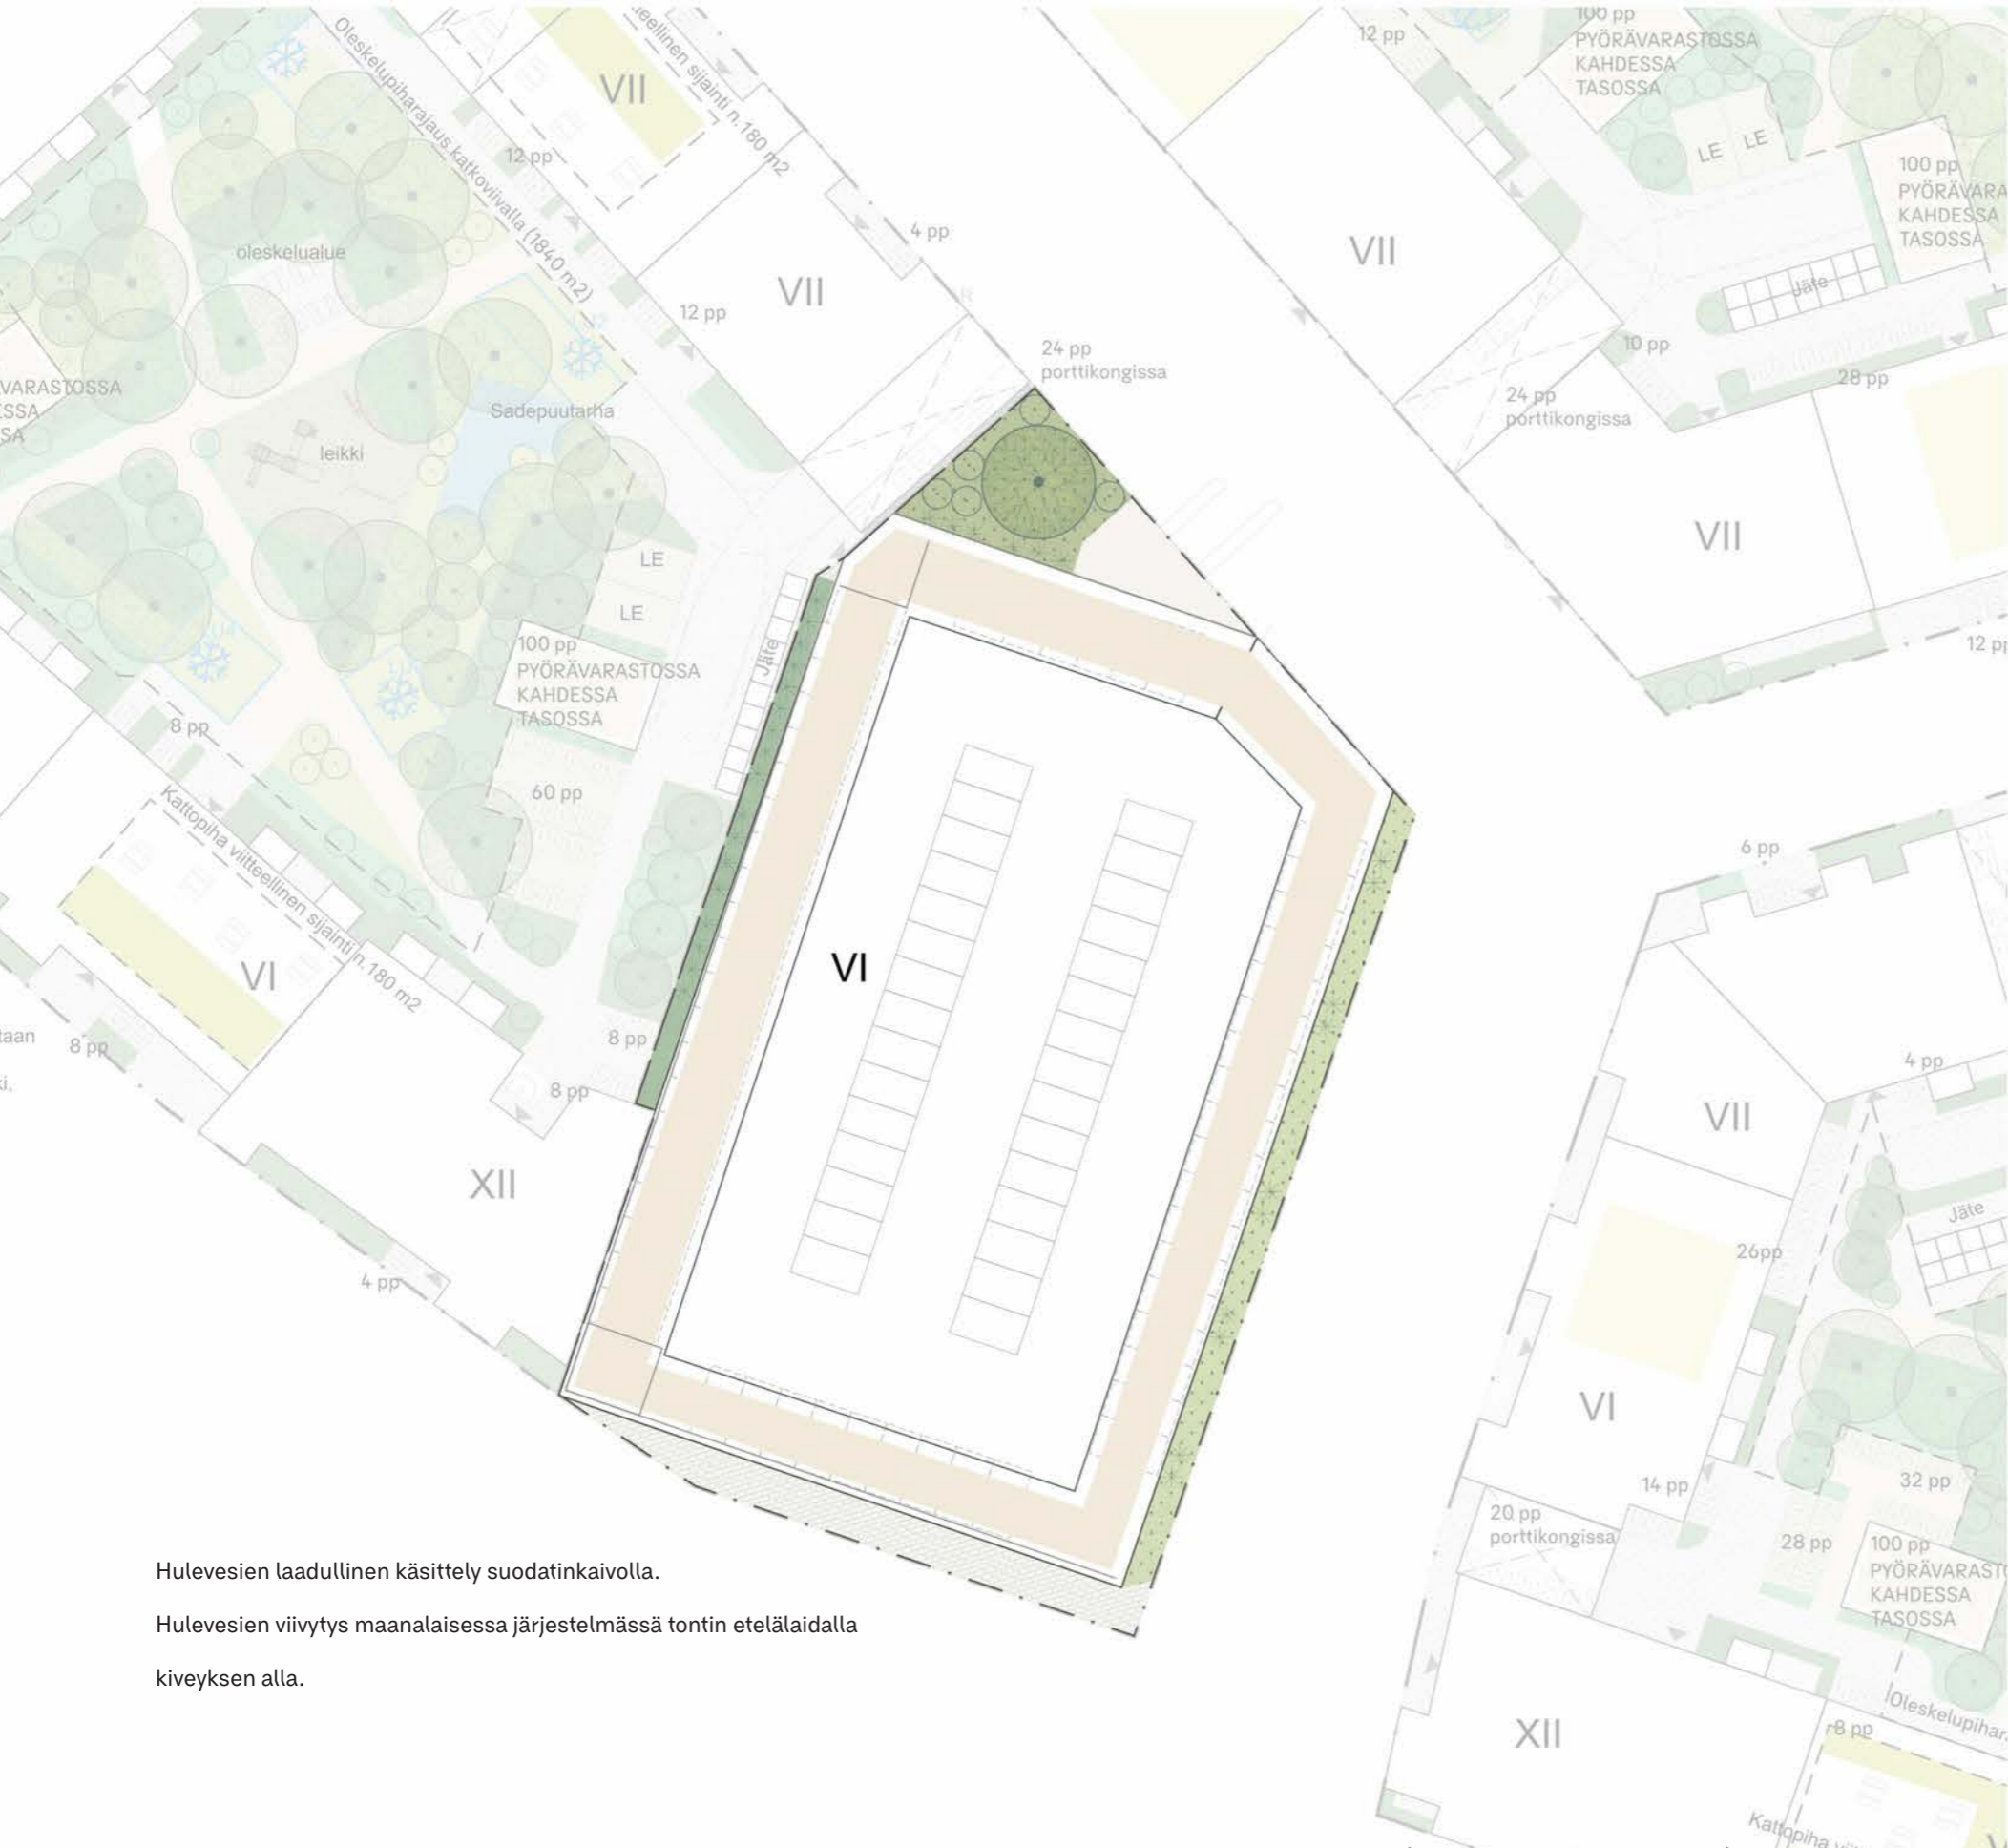 Oleskelupiharajaus katkoviivalla (1840 m2)
sijainti n.180 m2
VII
12 pp
oleskelualue
4 pp
VII
12 pp
24 pp
porttikongissa
VARASTOSSA
Sadepuutarha
leikki
LE
LE
100 pp
PYÖRÄVARASTOSSA
KAHDESSA
TASOSSA
Jäte
8 pp
60 pp
Kattopiha viitteellinen sijainti n.180 m2
VI
8 pp
8 pp
8 pp
XII
4 pp
VI
12 pp
100 pp
PYÖRÄVARASTOSSA
KAHDESSA
TASOSSA
LE
LE
100 pp
PYÖRÄVARA
KAHDESSA
TASOSSA
VII
Jäte
10 pp
28 pp
24 pp
porttikongissa
VII
12 pp
6 pp
4 pp
VII
Jäte
26pp
VI
14 pp
32 pp
20 pp
porttikongissa
28 pp
100 pp
PYÖRÄVARAST
KAHDESSA
TASOSSA
Oleskelupihar
8 pp
XII
Hulevesien laadullinen käsittely suodatinkaivolla.
Hulevesien viivytys maanalaisessa järjestelmässä tontin etelälaidalla
kiveyksen alla.